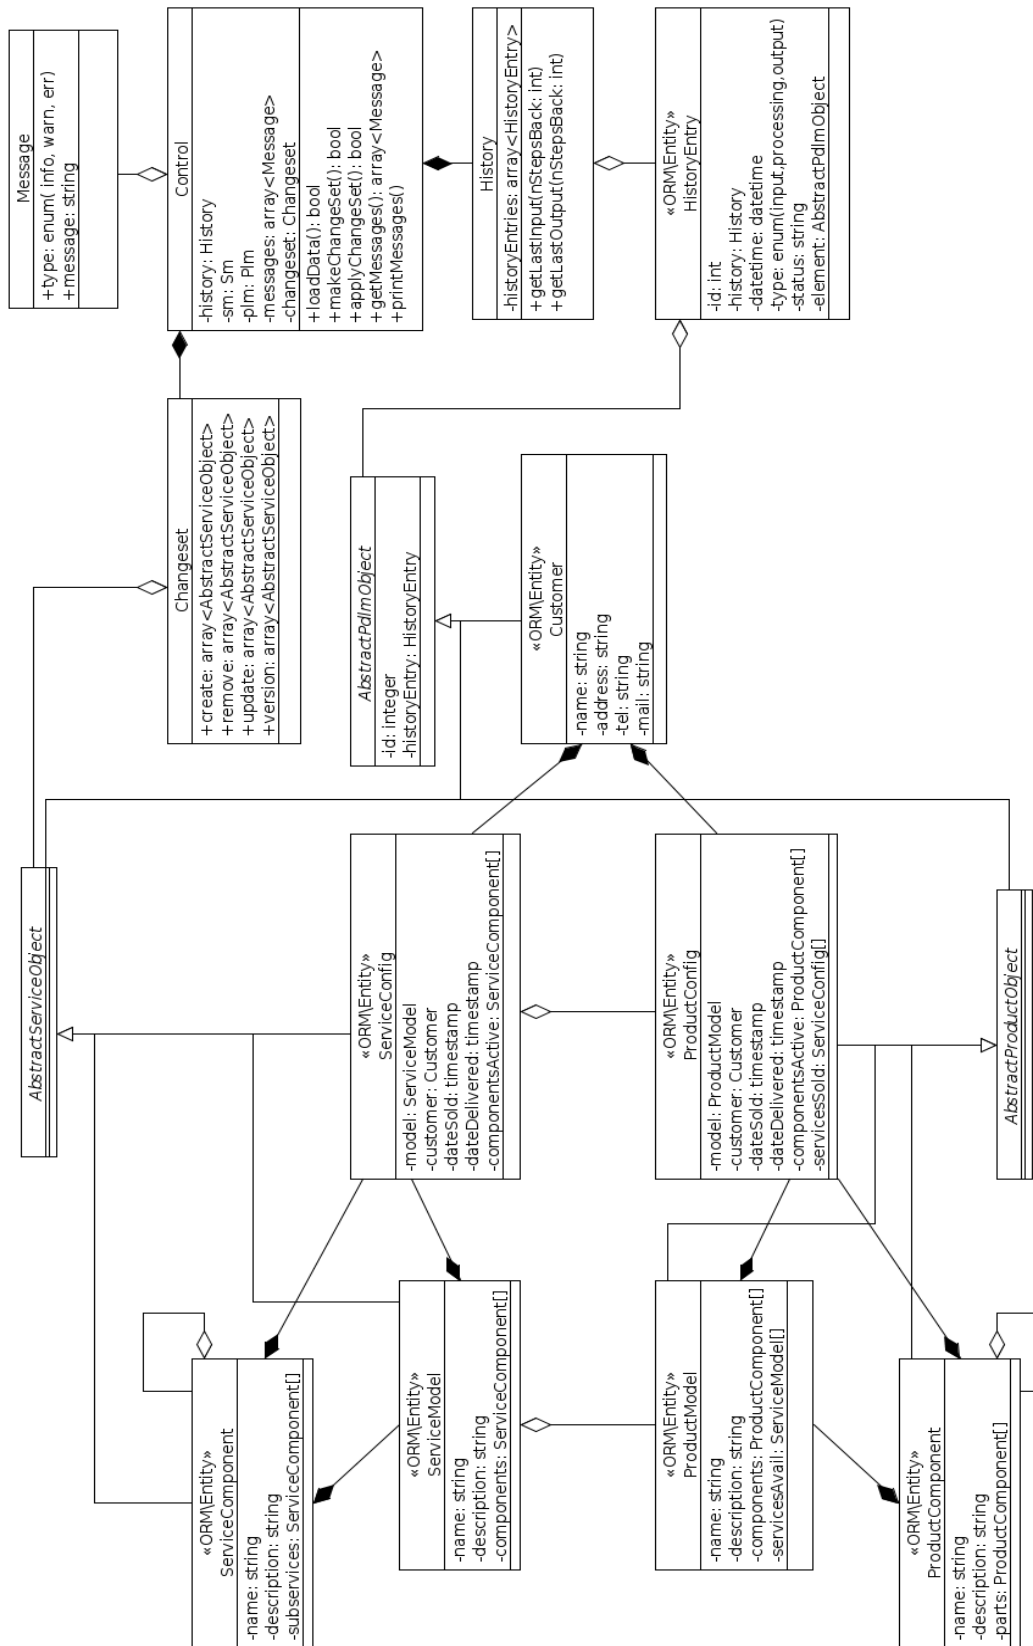 Message
+type: enum( info, warn, err)
+message: string
Control
-history: History
-sm: Sm
-plm: Plm
-messages: array<Message>
-changeset: Changeset
+loadData(): bool
+makeChangeSet(): bool
+applyChangeSet(): bool
+getMessages(): array<Message>
+printMessages()
History
-historyEntries: array<HistoryEntry>
+getLastInput(nStepsBack: int)
+getLastOutput(nStepsBack: int)
«ORM\Entity»
HistoryEntry
-id: int
-history: History
-datetime: datetime
-type: enum(input,processing,output)
-status: string
-element: AbstractPdlmObject
Changeset
+create: array<AbstractServiceObject>
+remove: array<AbstractServiceObject>
+update: array<AbstractServiceObject>
+version: array<AbstractServiceObject>
AbstractPdlmObject
-id: integer
-historyEntry: HistoryEntry
«ORM\Entity»
Customer
-name: string
-address: string
-tel: string
-mail: string
AbstractServiceObject
«ORM\Entity»
ServiceConfig
-model: ServiceModel
-customer: Customer
-dateSold: timestamp
-dateDelivered: timestamp
-componentsActive: ServiceComponent[]
«ORM\Entity»
ProductConfig
-model: ProductModel
-customer: Customer
-dateSold: timestamp
-dateDelivered: timestamp
-componentsActive: ProductComponent[]
-servicesSold: ServiceConfig[]
AbstractProductObject
«ORM\Entity»
ServiceComponent
-name: string
-description: string
-subservices: ServiceComponent[]
«ORM\Entity»
ServiceModel
-name: string
-description: string
-components: ServiceComponent[]
«ORM\Entity»
ProductModel
-name: string
-description: string
-components: ProductComponent[]
-servicesAvail: ServiceModel[]
«ORM\Entity»
ProductComponent
-name: string
-description: string
-parts: ProductComponent[]